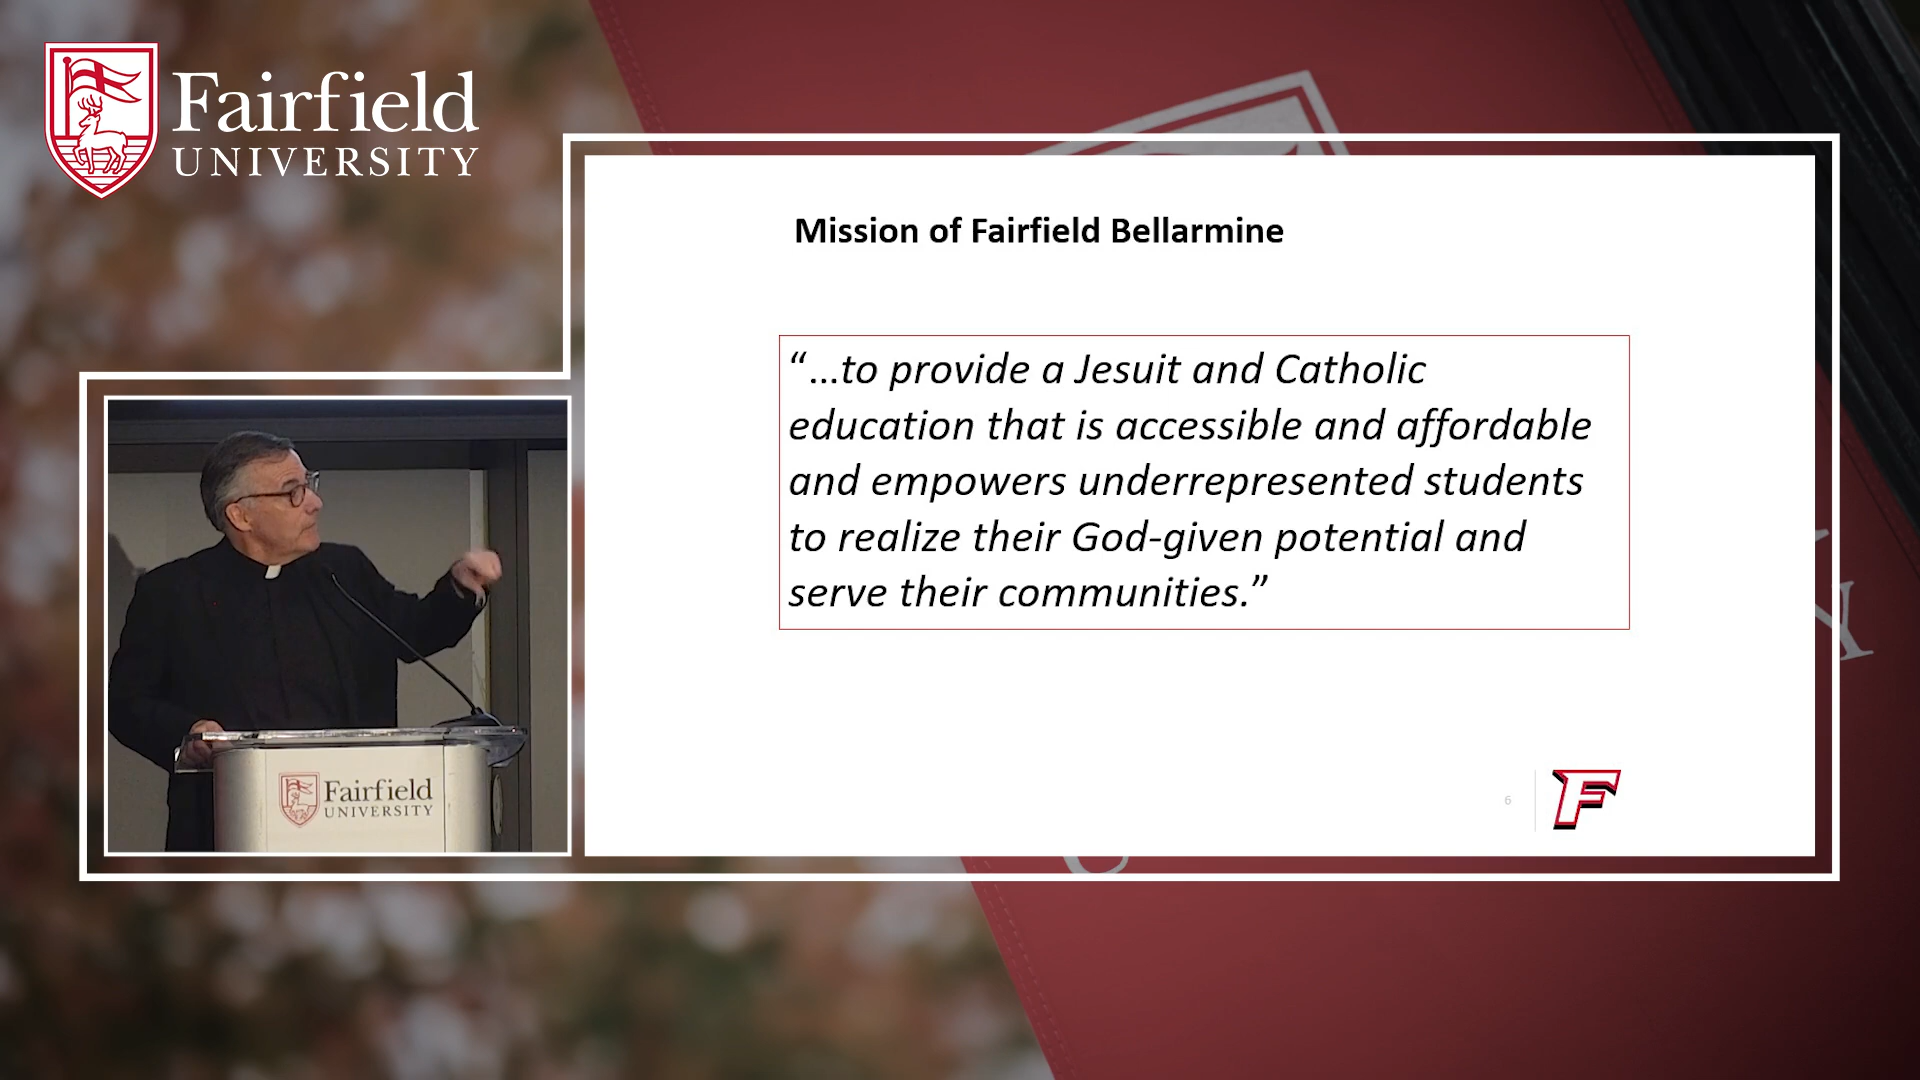 Fairfield
UNIVERSITY
Mission of Fairfield Bellarmine
“...to provide a Jesuit and Catholic
education that is accessible and affordable
and empowers underrepresented students
to realize their God-given potential and
serve their communities.”
6
F
Fairfield
UNIVERSITY